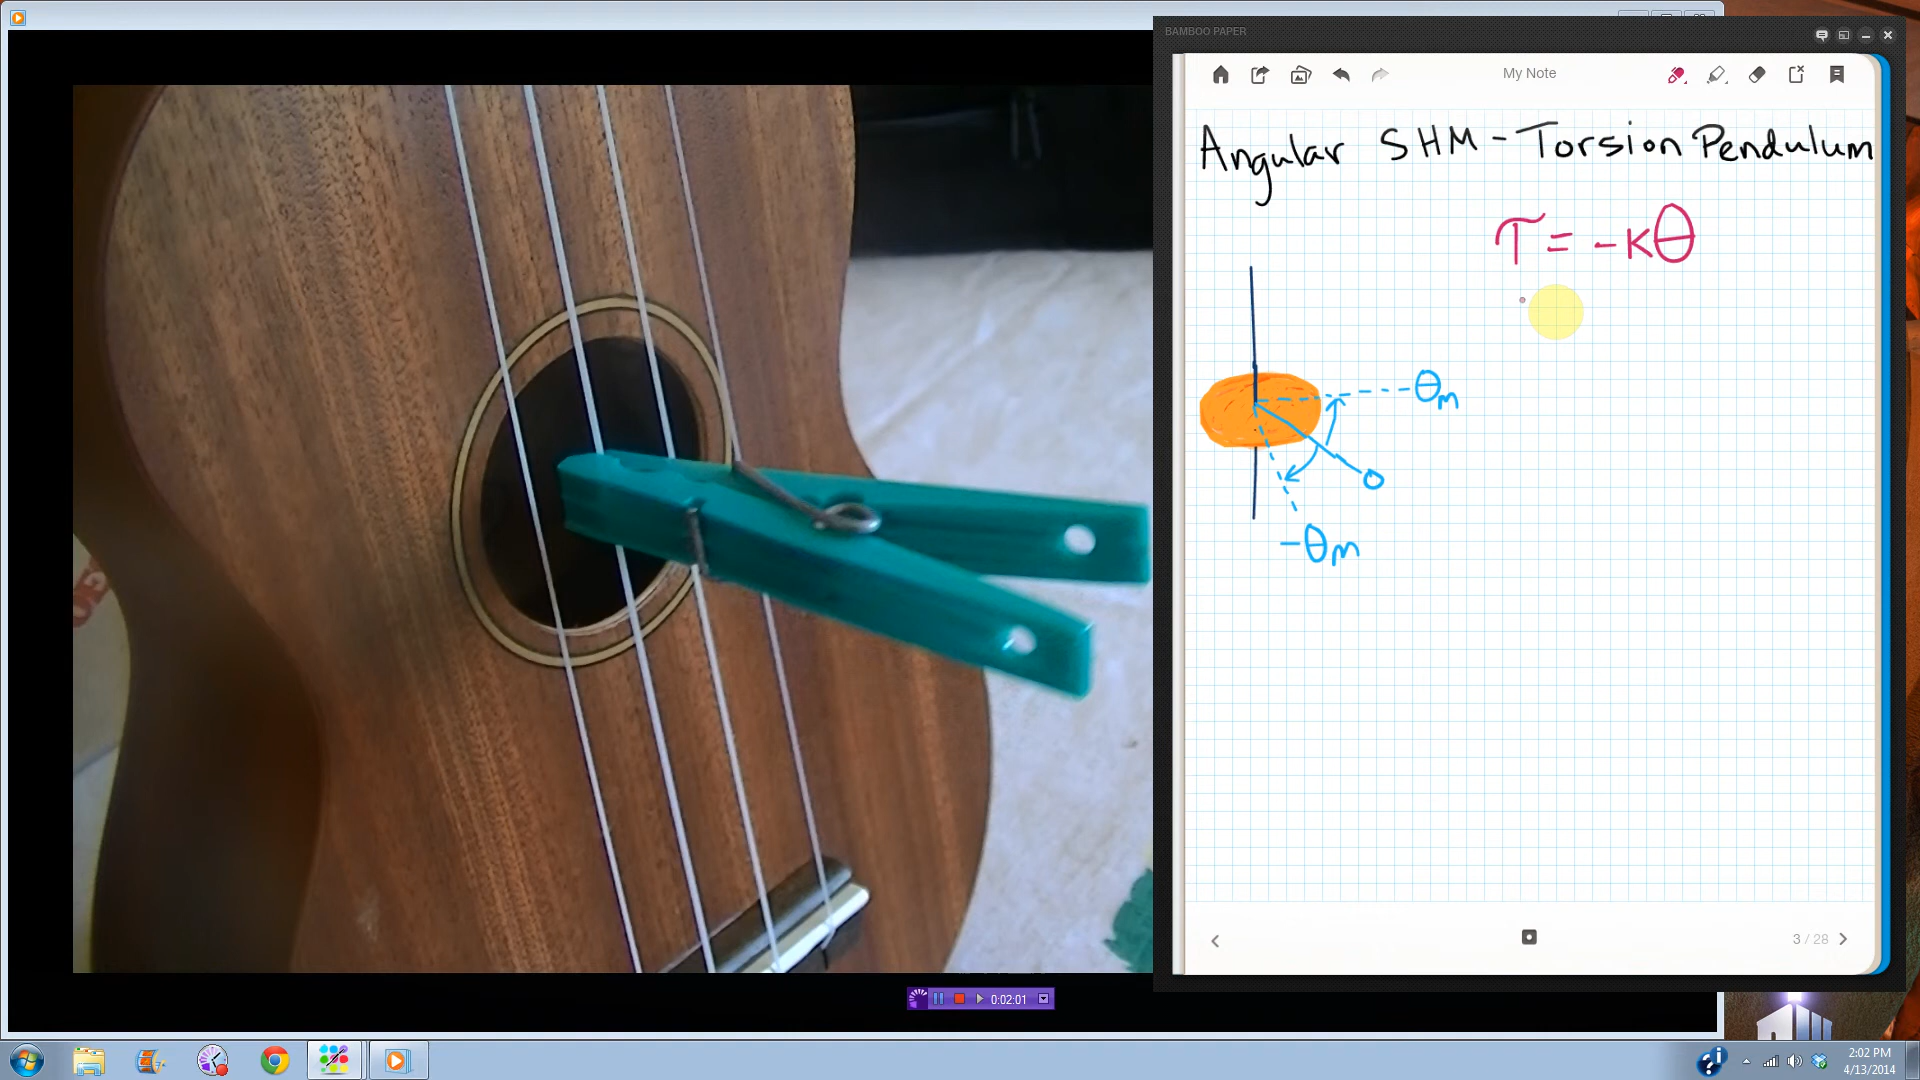 BAMBOO PAPER
My Note
Angular SHM - Torsion Pendulum
τ = -κθ
θm
0
-θm
3 / 28
0:02:01
2:02 PM
4/13/2014